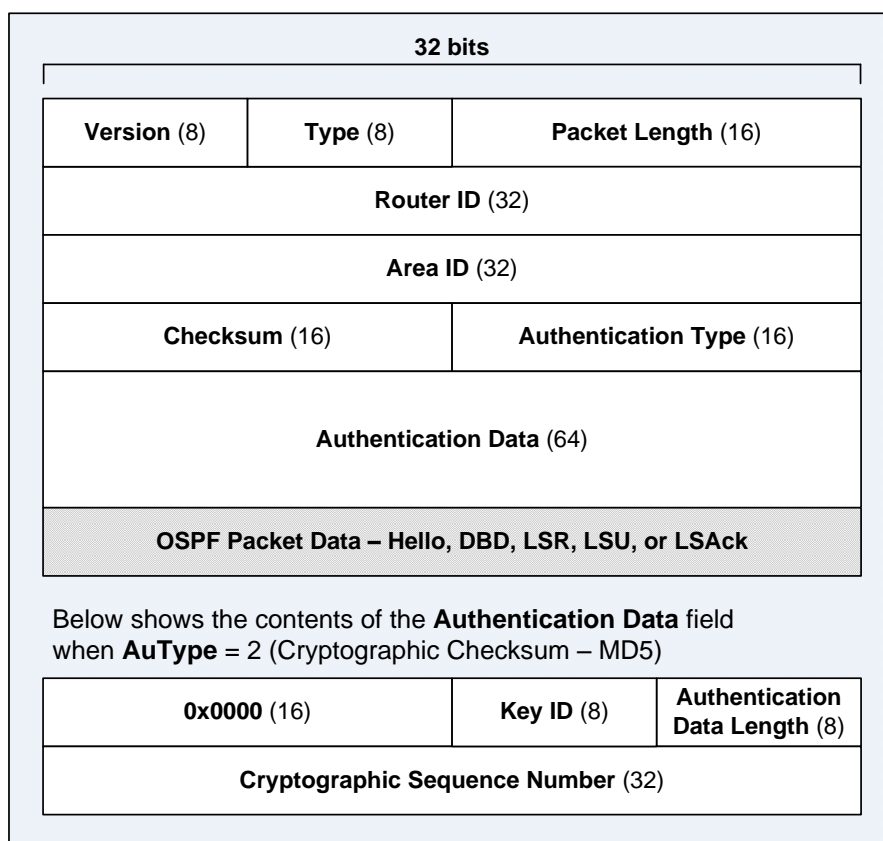 32 bits
Version (8) Type (8) Packet Length (16)
Router ID (32)
Area ID (32)
Checksum (16) Authentication Type (16)
Authentication Data (64)
OSPF Packet Data – Hello, DBD, LSR, LSU, or LSAck
Below shows the contents of the Authentication Data field
when AuType = 2 (Cryptographic Checksum – MD5)
0x0000 (16) Key ID (8) Authentication
Data Length (8)
Cryptographic Sequence Number (32)